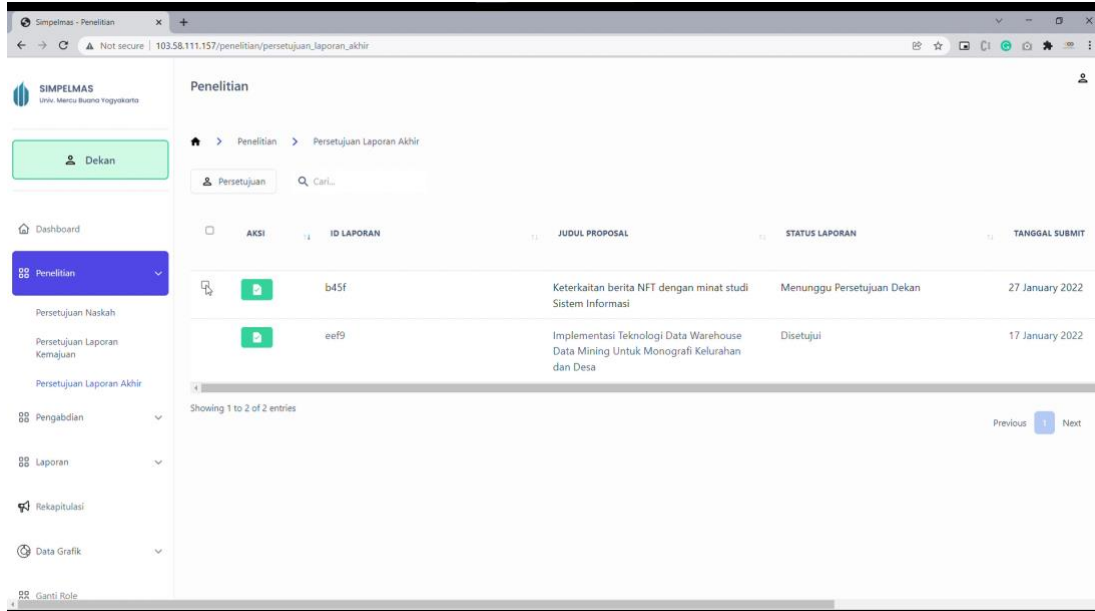 Simpelmas - Penelitian
Not secure | 103.58.111.157/penelitian/persetujuan_laporan_akhir
SIMPELMAS
Univ. Mercu Buana Yogyakarta
Penelitian
Dekan
Penelitian > Persetujuan Laporan Akhir
Persetujuan
Cari...
Dashboard
Penelitian
Persetujuan Naskah
Persetujuan Laporan
Kemajuan
Persetujuan Laporan Akhir
Pengabdian
Laporan
Rekapitulasi
Data Grafik
Ganti Role
AKSI ID LAPORAN JUDUL PROPOSAL STATUS LAPORAN TANGGAL SUBMIT
b45f Keterkaitan berita NFT dengan minat studi Menunggu Persetujuan Dekan 27 January 2022
Sistem Informasi
eef9 Implementasi Teknologi Data Warehouse Disetujui 17 January 2022
Data Mining Untuk Monografi Kelurahan
dan Desa
Showing 1 to 2 of 2 entries
Previous 1 Next